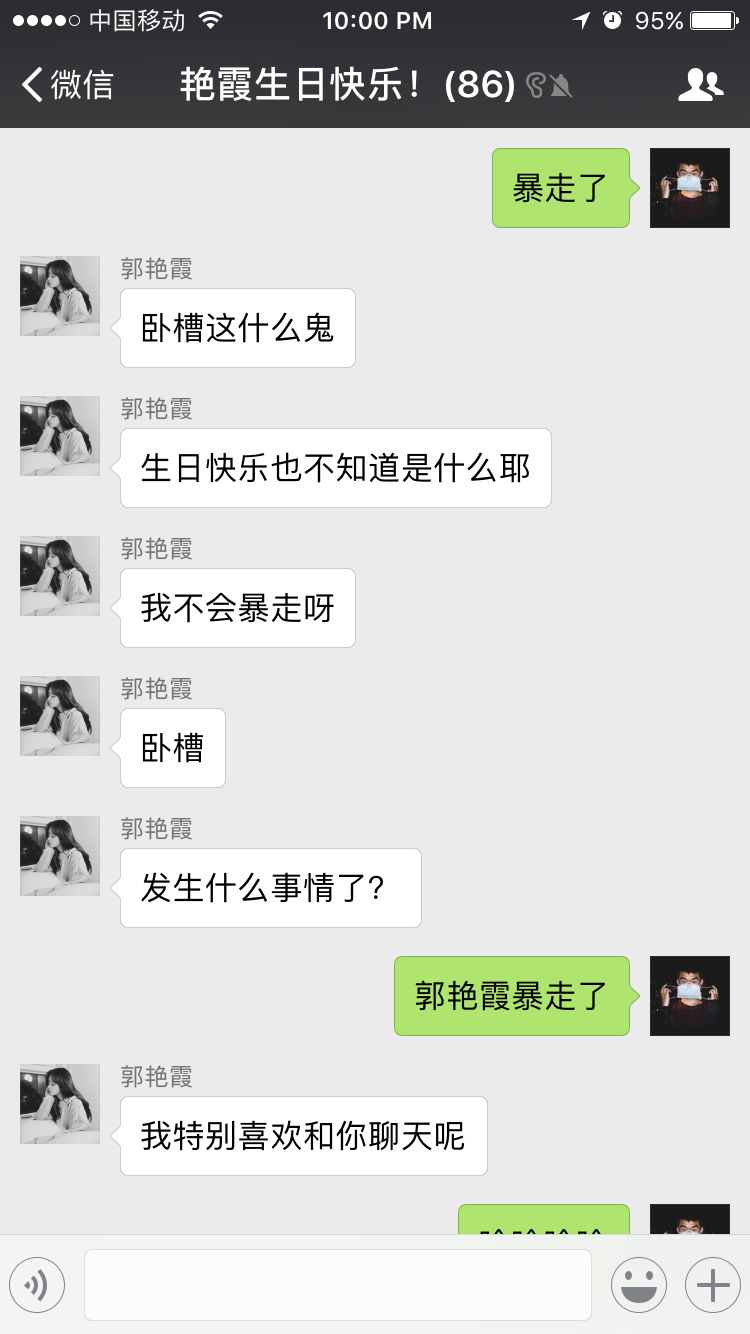 中国移动 10:00 PM 95%
微信 艳霞生日快乐！(86)
暴走了
郭艳霞
卧槽这什么鬼
郭艳霞
生日快乐也不知道是什么耶
郭艳霞
我不会暴走呀
郭艳霞
卧槽
郭艳霞
发生什么事情了?
郭艳霞暴走了
郭艳霞
我特别喜欢和你聊天呢